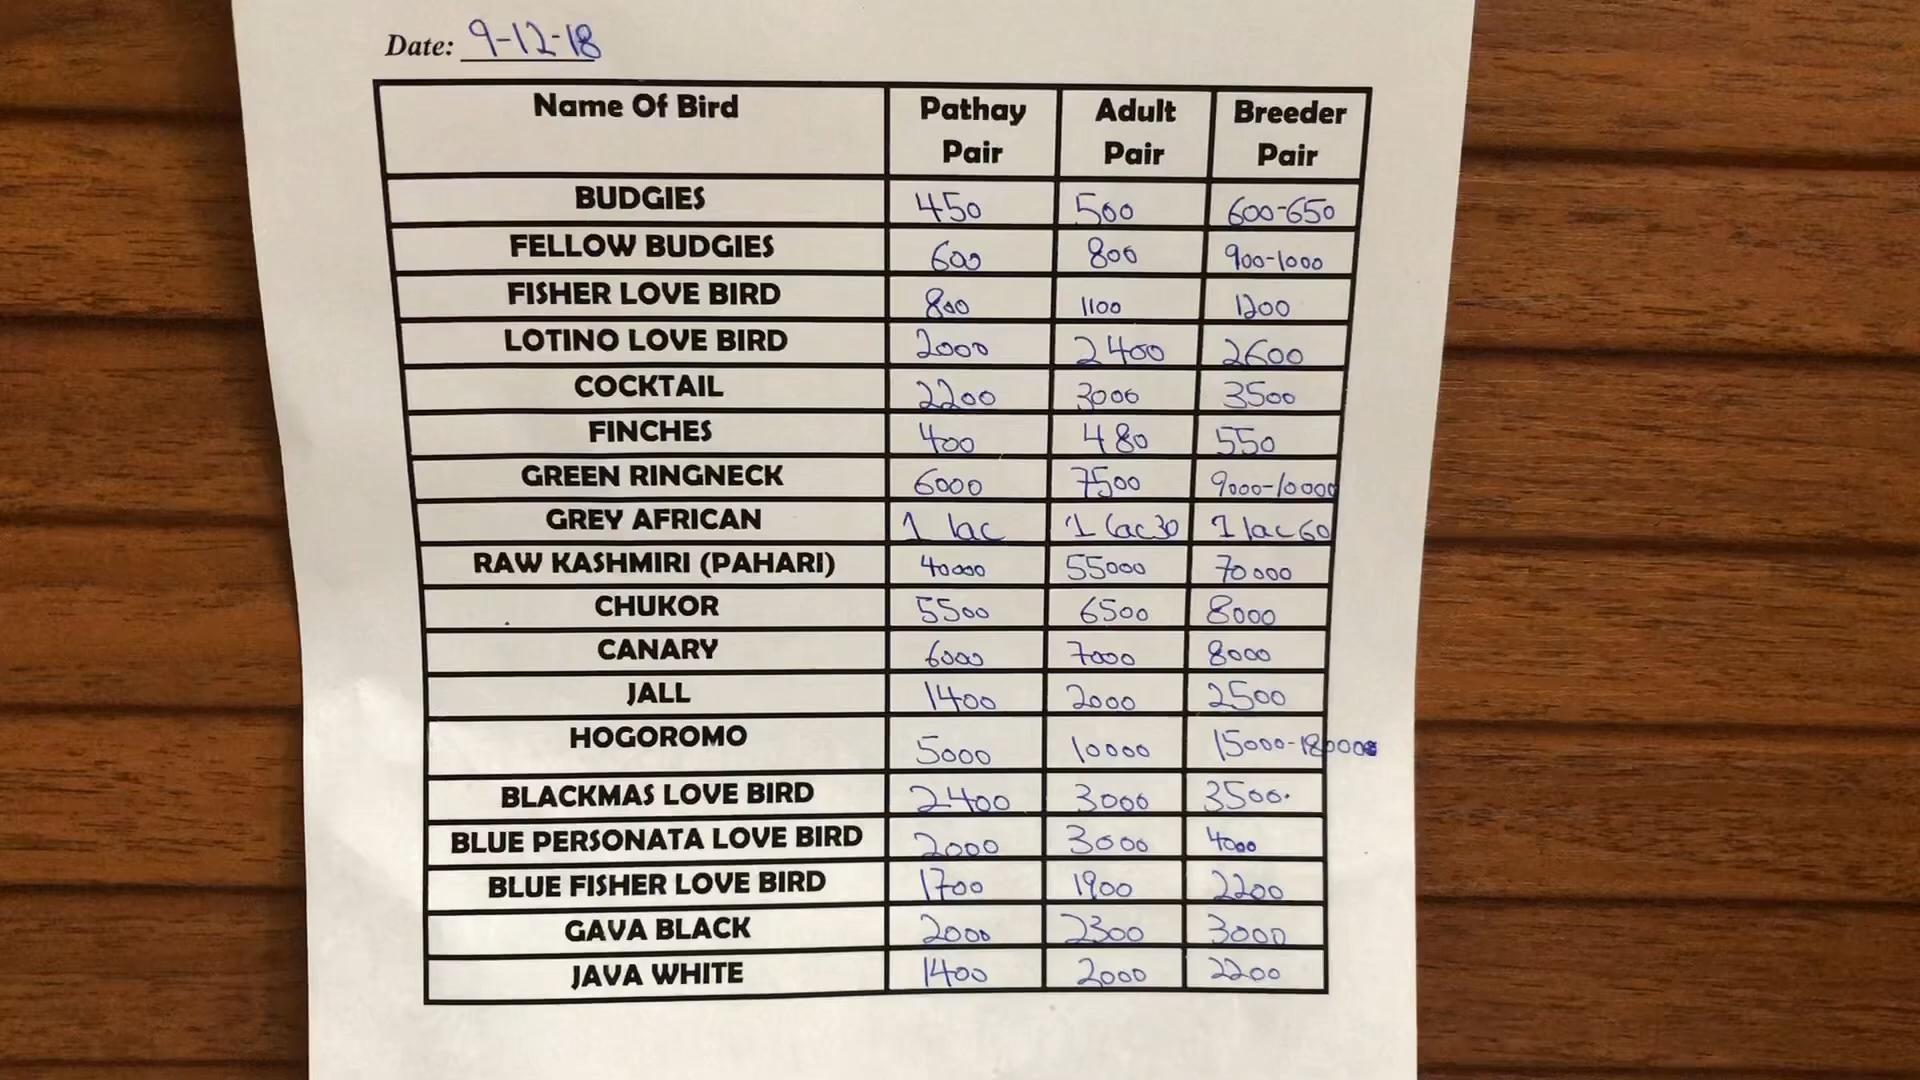 Date: 9-12-18
Name Of Bird Pathay Pair Adult Pair Breeder Pair
BUDGIES 450 500 600-650
FELLOW BUDGIES 600 800 900-1000
FISHER LOVE BIRD 800 1100 1200
LOTINO LOVE BIRD 2000 2400 2600
COCKTAIL 2200 3000 3500
FINCHES 400 480 550
GREEN RINGNECK 6000 7500 9000-10000
GREY AFRICAN 1 lac 1 lac 30 1 lac 60
RAW KASHMIRI (PAHARI) 40000 55000 70000
CHUKOR 5500 6500 8000
CANARY 6000 7000 8000
JALL 1400 2000 2500
HOGOROMO 5000 10000 15000-18000
BLACKMAS LOVE BIRD 2400 3000 3500
BLUE PERSONATA LOVE BIRD 2000 3000 4000
BLUE FISHER LOVE BIRD 1700 1900 2200
GAVA BLACK 2000 2300 3000
JAVA WHITE 1400 2000 2200